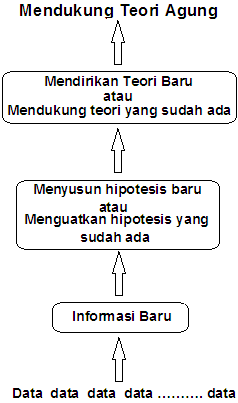 Mendukung Teori Agung
Mendirikan Teori Baru
atau
Mendukung teori yang sudah ada
Menyusun hipotesis baru
atau
Menguatkan hipotesis yang
sudah ada
Informasi Baru
Data data data data .......... data